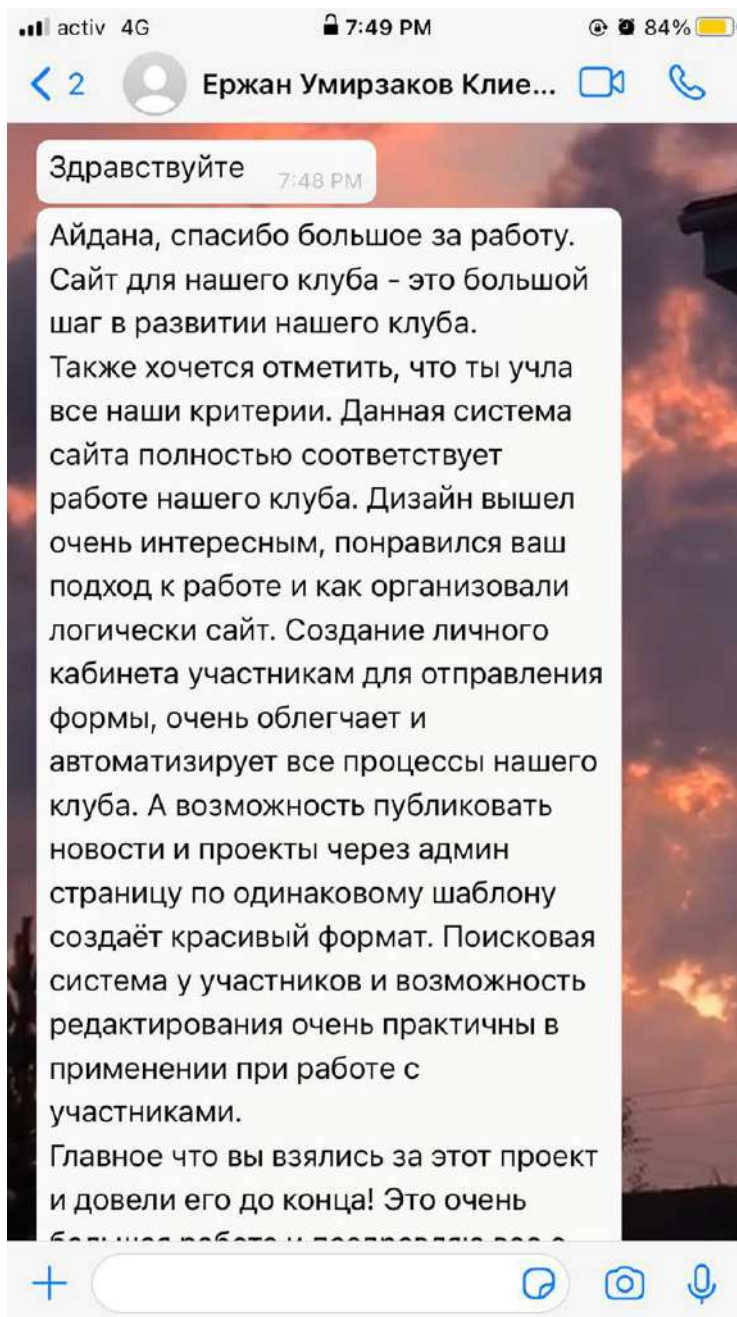 activ 4G 7:49 PM 84%
2 Ержан Умирзаков Клие...
Здравствуйте 7:48 PM
Айдана, спасибо большое за работу.
Сайт для нашего клуба - это большой
шаг в развитии нашего клуба.
Также хочется отметить, что ты учла
все наши критерии. Данная система
сайта полностью соответствует
работе нашего клуба. Дизайн вышел
очень интересным, понравился ваш
подход к работе и как организовали
логически сайт. Создание личного
кабинета участникам для отправления
формы, очень облегчает и
автоматизирует все процессы нашего
клуба. А возможность публиковать
новости и проекты через админ
страницу по одинаковому шаблону
создаёт красивый формат. Поисковая
система у участников и возможность
редактирования очень практичны в
применении при работе с
участниками.
Главное что вы взялись за этот проект
и довели его до конца! Это очень